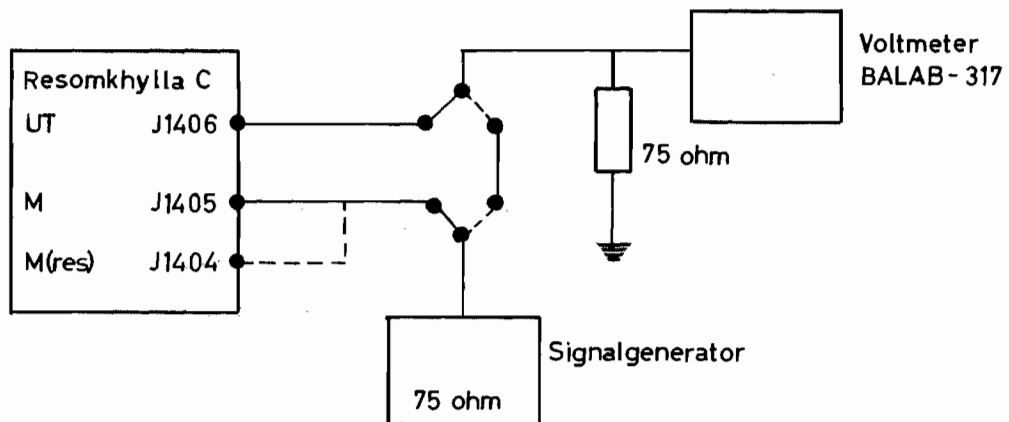 Resomkhylla C
UT J1406
M J1405
M(res) J1404
Voltmeter
BALAB-317
75 ohm
Signalgenerator
75 ohm